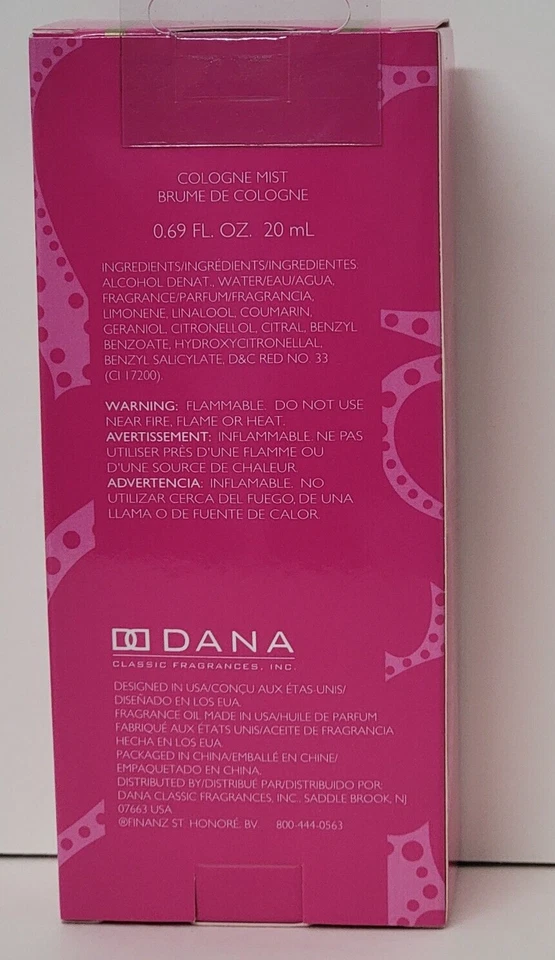 COLOGNE MIST
BRUME DE COLOGNE
0.69 FL. OZ. 20 mL
INGREDIENTS/INGRÉDIENTS/INGREDIENTES:
ALCOHOL DENAT., WATER/EAU/AGUA,
FRAGRANCE/PARFUM/FRAGRANCIA,
LIMONENE, LINALOOL, COUMARIN,
GERANIOL, CITRONELLOL, CITRAL, BENZYL
BENZOATE, HYDROXYCITRONELLAL,
BENZYL SALICYLATE, D&C RED NO. 33
(CI 17200).
WARNING: FLAMMABLE. DO NOT USE
NEAR FIRE, FLAME OR HEAT.
AVERTISSEMENT: INFLAMMABLE. NE PAS
UTILISER PRÈS D'UNE FLAMME OU
D'UNE SOURCE DE CHALEUR.
ADVERTENCIA: INFLAMABLE. NO
UTILIZAR CERCA DEL FUEGO, DE UNA
LLAMA O DE FUENTE DE CALOR.
DANA
CLASSIC FRAGRANCES, INC.
DESIGNED IN USA/CONÇU AUX ÉTAS-UNIS/
DISEÑADO EN LOS EUA.
FRAGRANCE OIL MADE IN USA/HUILE DE PARFUM
FABRIQUÉ AUX ÉTATS UNIS/ACEITE DE FRAGRANCIA
HECHA EN LOS EUA.
PACKAGED IN CHINA/EMBALLÉ EN CHINE/
EMPAQUETADO EN CHINA.
DISTRIBUTED BY/DISTRIBUÉ PAR/DISTRIBUIDO POR:
DANA CLASSIC FRAGRANCES, INC. SADDLE BROOK, NJ
07663 USA
®FINANZ ST. HONORÉ, BV. 800-444-0563